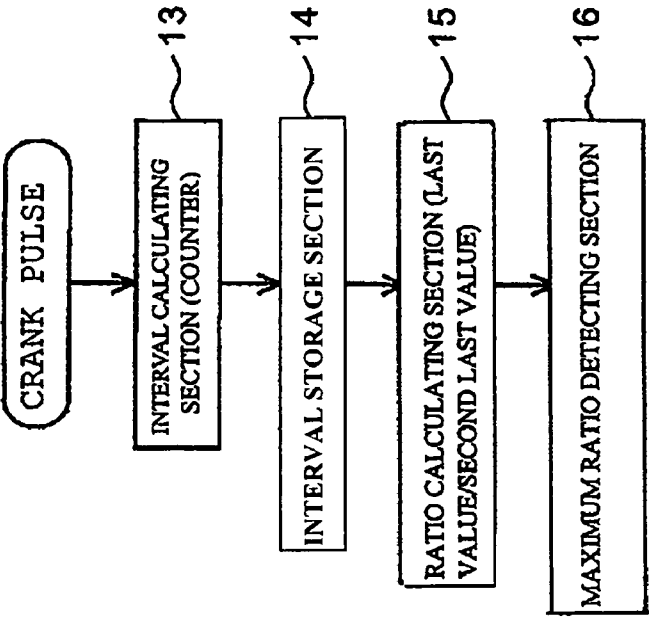 CRANK PULSE
13
INTERVAL CALCULATING
SECTION (COUNTER)
14
INTERVAL STORAGE SECTION
15
RATIO CALCULATING SECTION (LAST
VALUE/SECOND LAST VALUE)
16
MAXIMUM RATIO DETECTING SECTION